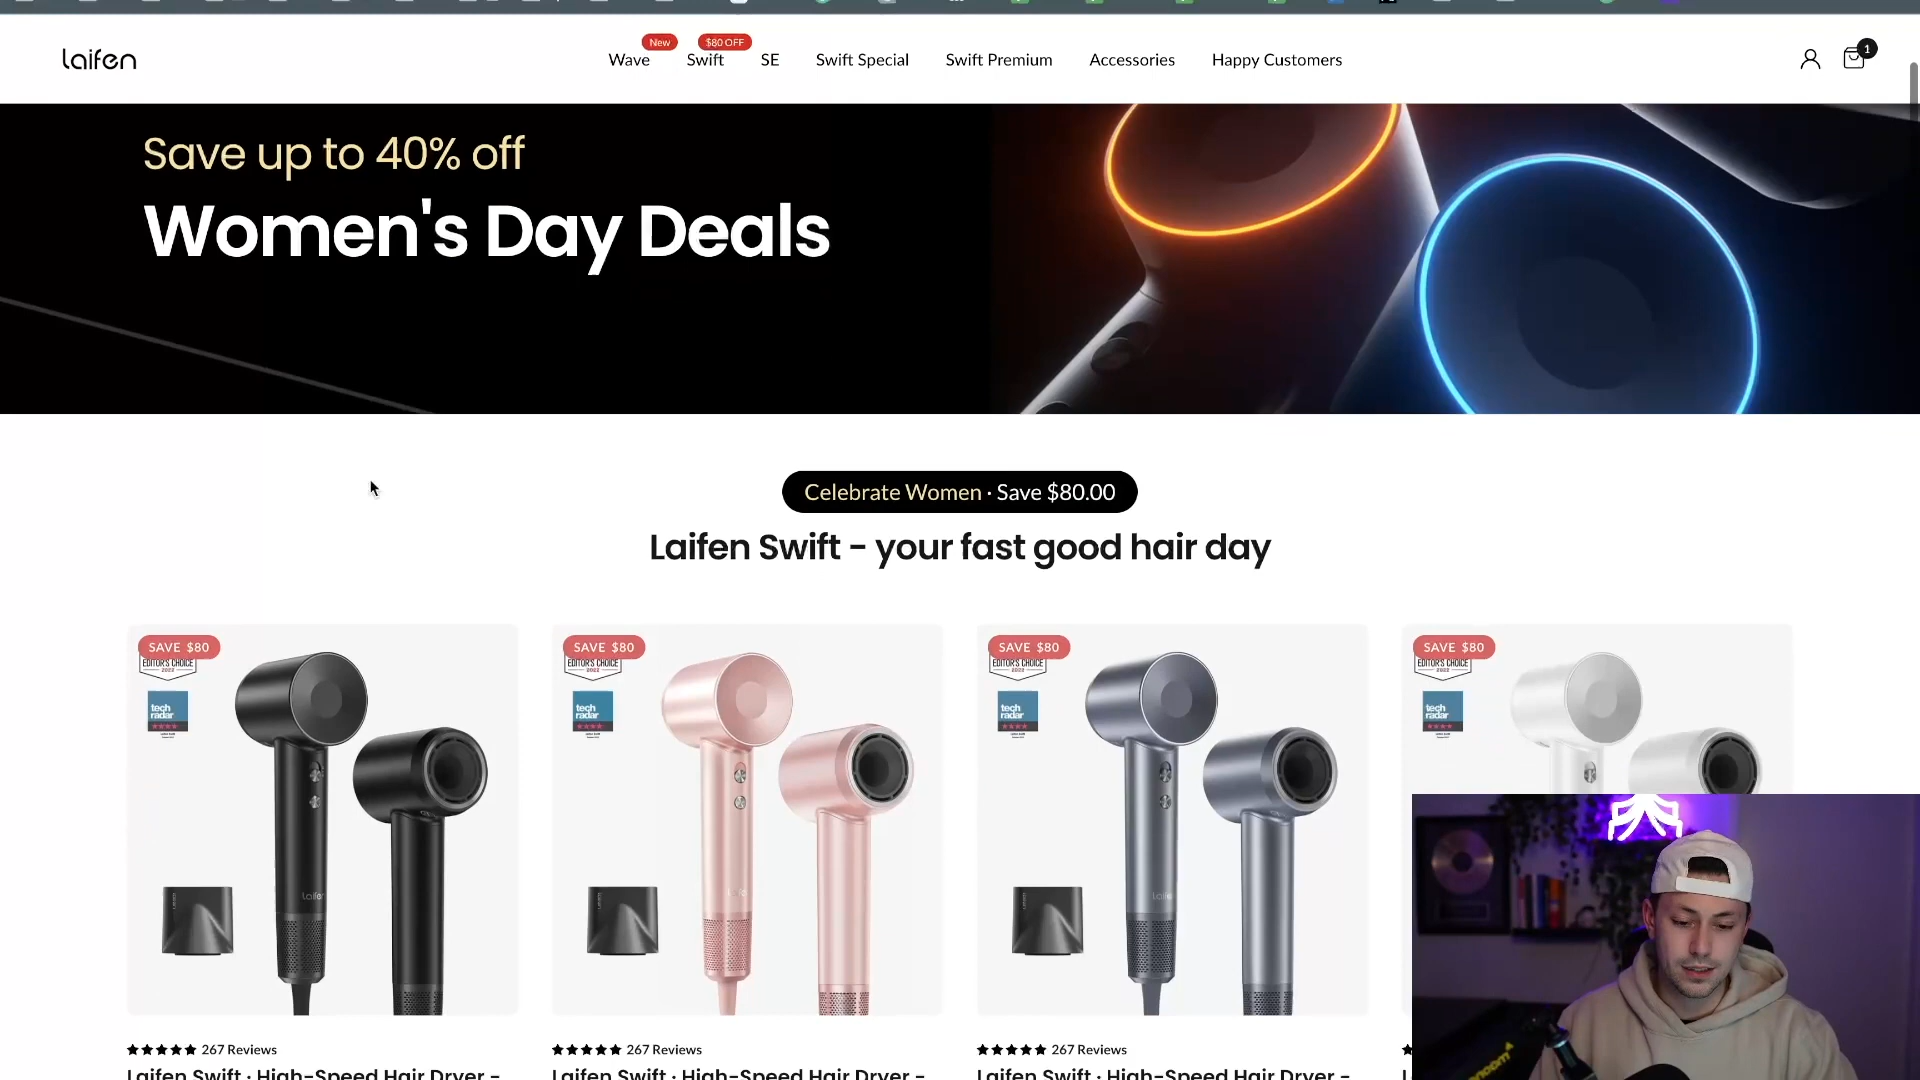 laifen
New
$80 OFF
Wave
Swift
SE
Swift Special
Swift Premium
Accessories
Happy Customers
1
Save up to 40% off
Women's Day Deals
Celebrate Women · Save $80.00
Laifen Swift - your fast good hair day
SAVE $80
EDITOR'S CHOICE
2022
tech
radar
SAVE $80
EDITOR'S CHOICE
2022
tech
radar
SAVE $80
EDITOR'S CHOICE
2022
tech
radar
SAVE $80
EDITOR'S CHOICE
2022
tech
radar
267 Reviews
267 Reviews
267 Reviews
Laifen Swift · High-Speed Hair Dryer -
Laifen Swift · High-Speed Hair Dryer -
Laifen Swift · High-Speed Hair Dryer -